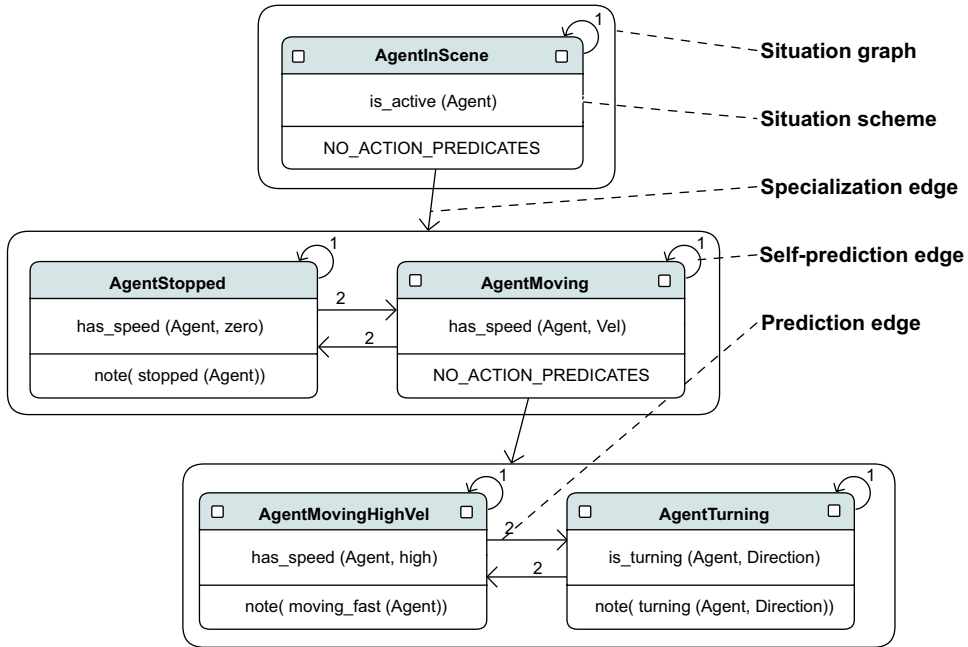 1
AgentInScene
is_active (Agent)
NO_ACTION_PREDICATES
Situation graph
Situation scheme
Specialization edge
Self-prediction edge
Prediction edge
1
AgentStopped
has_speed (Agent, zero)
note( stopped (Agent))
2
2
1
AgentMoving
has_speed (Agent, Vel)
NO_ACTION_PREDICATES
1
AgentMovingHighVel
has_speed (Agent, high)
note( moving_fast (Agent))
2
2
1
AgentTurning
is_turning (Agent, Direction)
note( turning (Agent, Direction))